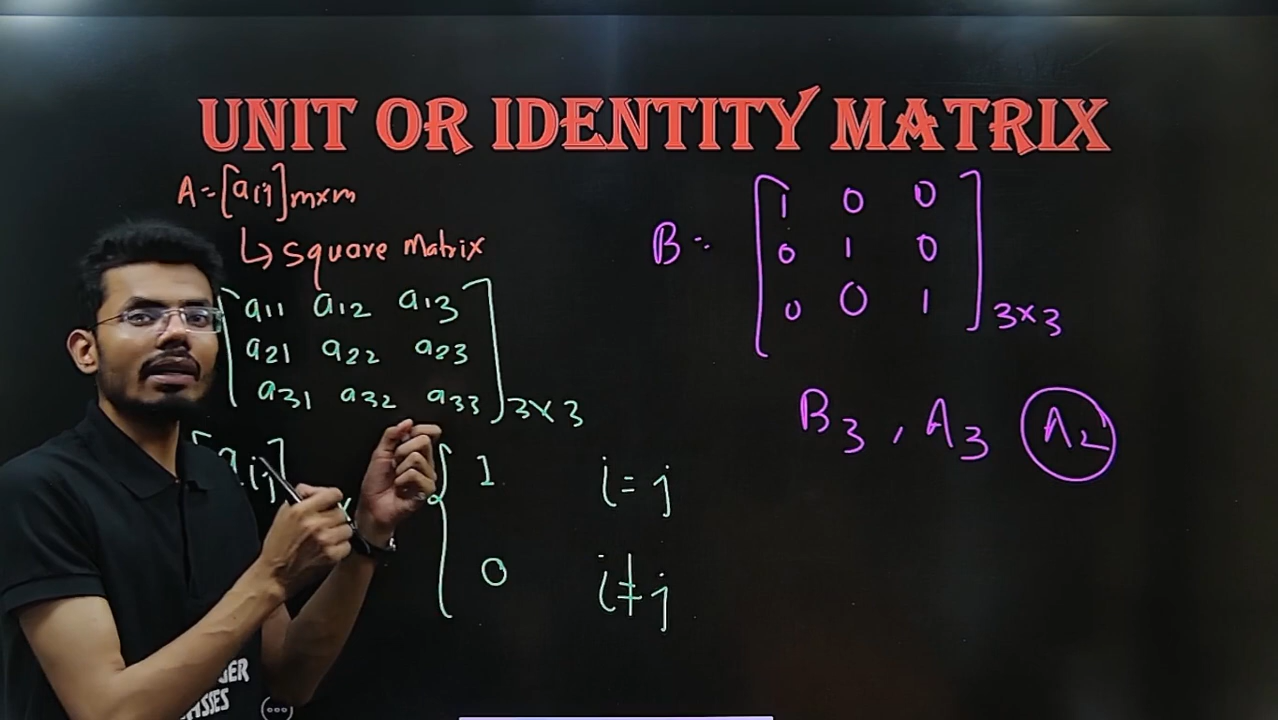 UNIT OR IDENTITY MATRIX
A=[aij]m×m
↳ square Matrix
[a11 a12 a13
a21 a22 a23
a31 a32 a33]3×3
[aij] { 1 i=j
0 i≠j
B= [1 0 0
0 1 0
0 0 1]3×3
B3, A3 A2